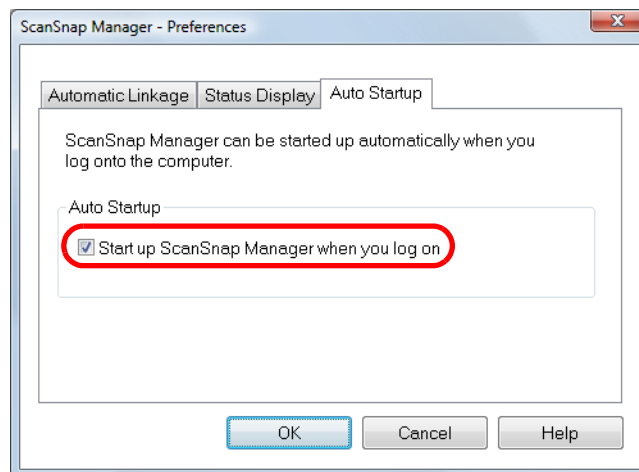 ScanSnap Manager - Preferences
Automatic Linkage Status Display Auto Startup
ScanSnap Manager can be started up automatically when you
log onto the computer.
Auto Startup
Start up ScanSnap Manager when you log on
OK Cancel Help